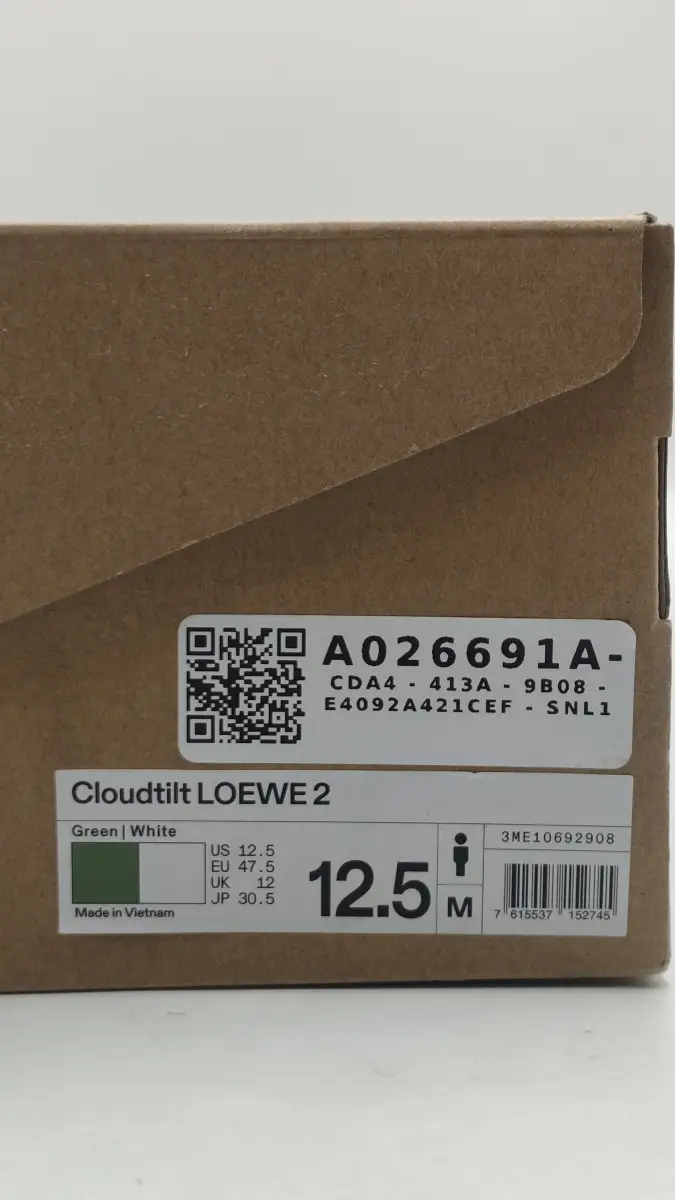 A026691A-
CDA4 - 413A - 9B08 -
E4092A421CEF - SNL1
Cloudtilt LOEWE 2
Green | White
US 12.5
EU 47.5
UK 12
JP 30.5
Made in Vietnam
12.5
M
3ME10692908
7 615537 152745